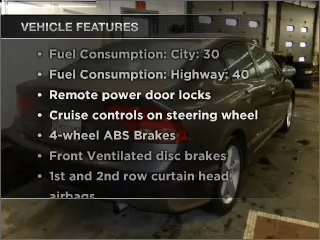 VEHICLE FEATURES
• Fuel Consumption: City: 30
• Fuel Consumption: Highway: 40
• Remote power door locks
• Cruise controls on steering wheel
• 4-wheel ABS Brakes
• Front Ventilated disc brakes
• 1st and 2nd row curtain head
airbags